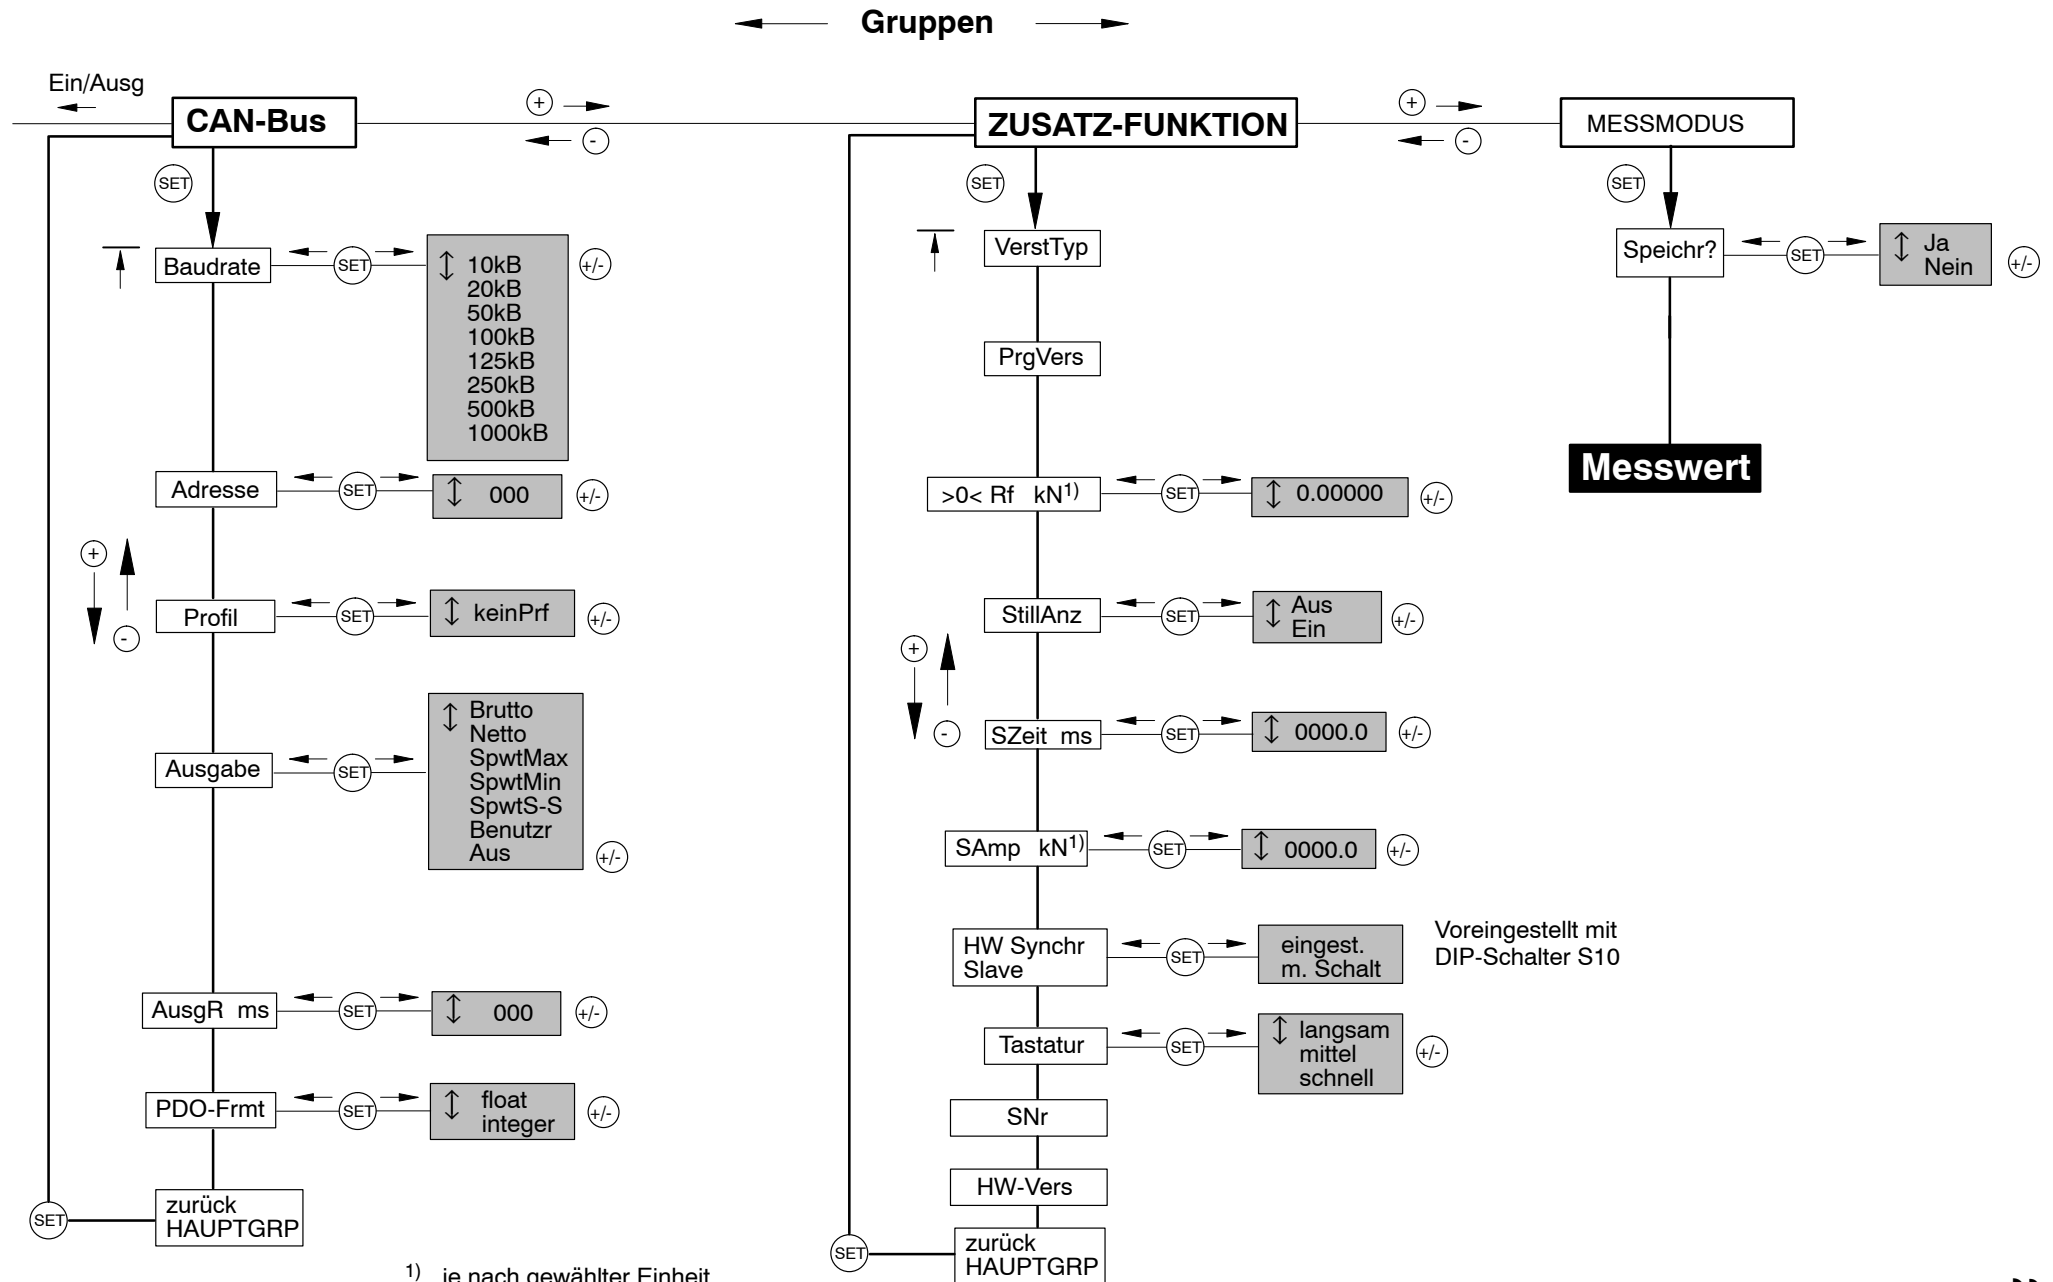 Gruppen
Ein/Ausg
CAN-Bus
+
-
ZUSATZ-FUNKTION
+
-
MESSMODUS
SET
Baudrate
SET
10kB
20kB
50kB
100kB
125kB
250kB
500kB
1000kB
+/-
Adresse
SET
000
+/-
+
-
Profil
SET
keinPrf
+/-
Ausgabe
SET
Brutto
Netto
SpwtMax
SpwtMin
SpwtS-S
Benutzr
Aus
+/-
AusgR ms
SET
000
+/-
PDO-Frmt
SET
float
integer
+/-
SET
zurück
HAUPTGRP
SET
VerstTyp
PrgVers
>0< Rf kN1)
SET
0.00000
+/-
StillAnz
SET
Aus
Ein
+/-
+
-
SZeit ms
SET
0000.0
+/-
SAmp kN1)
SET
0000.0
+/-
HW Synchr
Slave
SET
eingest.
m. Schalt
Voreingestellt mit
DIP-Schalter S10
Tastatur
SET
langsam
mittel
schnell
+/-
SNr
HW-Vers
SET
zurück
HAUPTGRP
SET
Speichr?
SET
Ja
Nein
+/-
Messwert
1) je nach gewählter Einheit